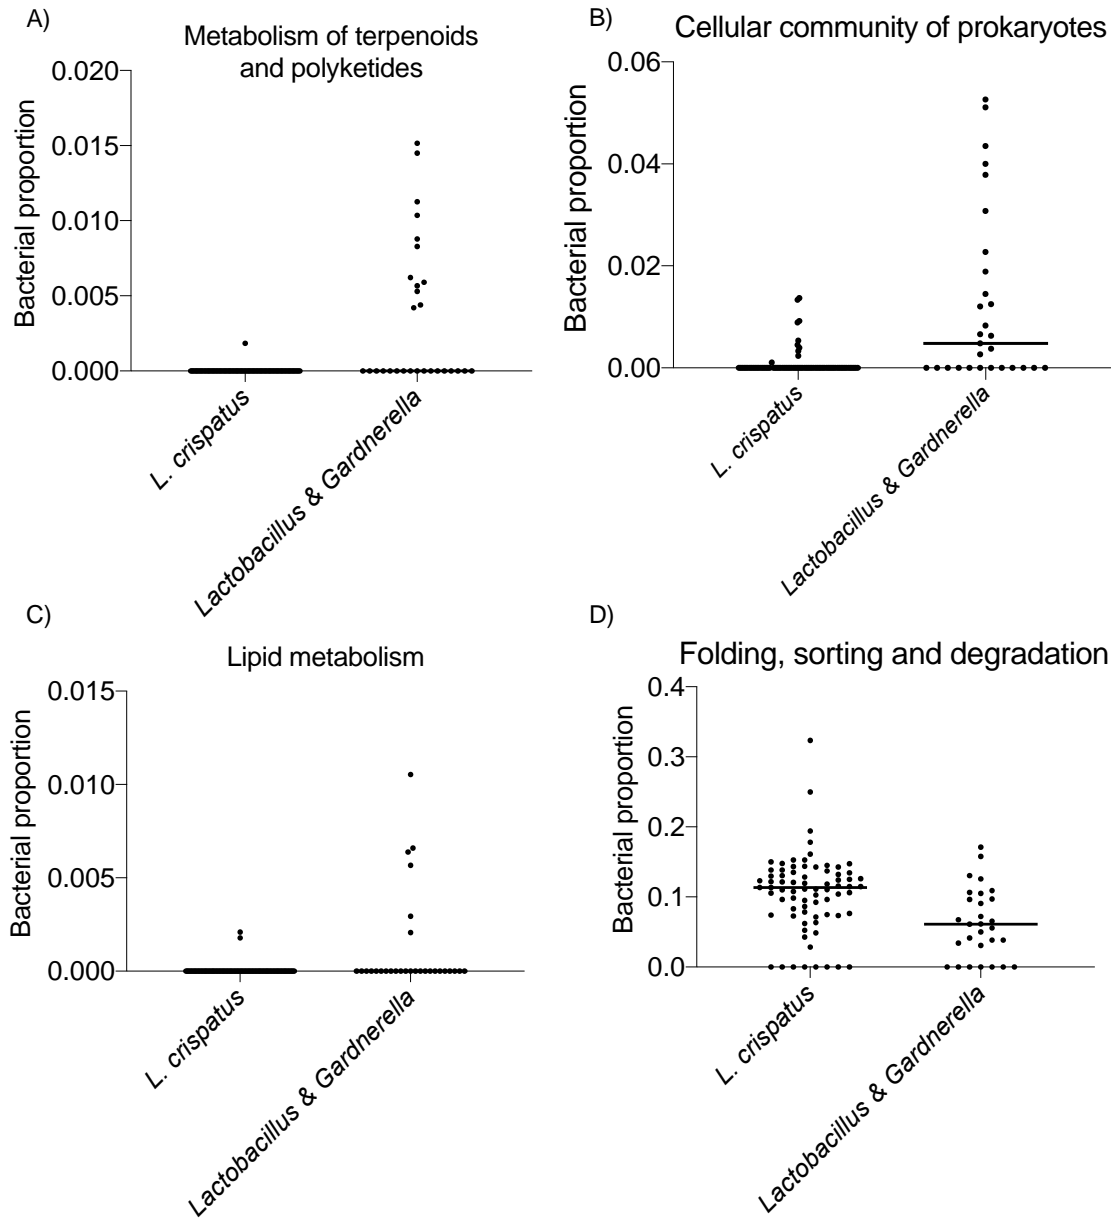 A)
Metabolism of terpenoids
and polyketides
Bacterial proportion
0.020
0.015
0.010
0.005
0.000
L. crispatus
Lactobacillus & Gardnerella
B)
Cellular community of prokaryotes
Bacterial proportion
0.06
0.04
0.02
0.00
L. crispatus
Lactobacillus & Gardnerella
C)
Lipid metabolism
Bacterial proportion
0.015
0.010
0.005
0.000
L. crispatus
Lactobacillus & Gardnerella
D)
Folding, sorting and degradation
Bacterial proportion
0.4
0.3
0.2
0.1
0.0
L. crispatus
Lactobacillus & Gardnerella